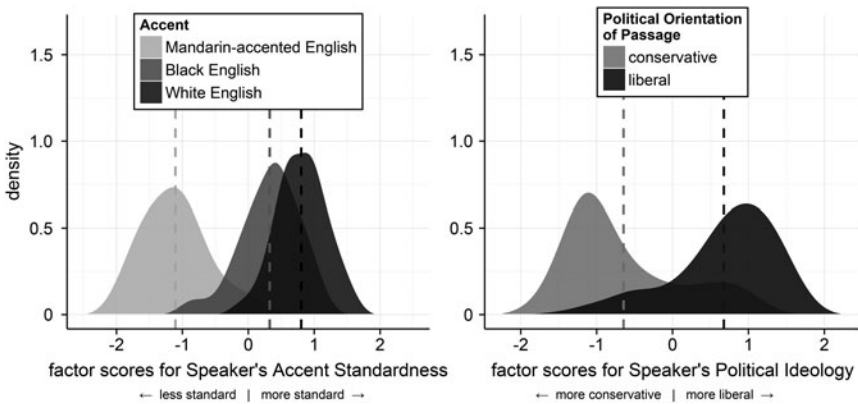 Accent
Mandarin-accented English
Black English
White English
1.5
1.0
0.5
0
density
-2 -1 0 1 2
factor scores for Speaker's Accent Standardness
← less standard | more standard →
Political Orientation
of Passage
conservative
liberal
1.5
1.0
0.5
0
-2 -1 0 1 2
factor scores for Speaker's Political Ideology
← more conservative | more liberal →